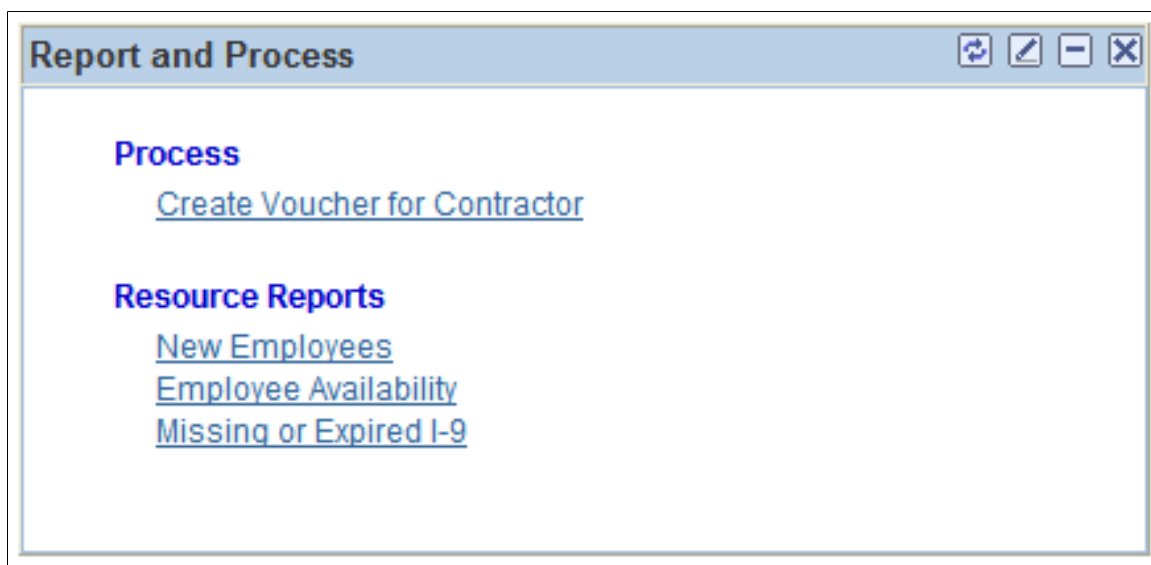 Report and Process
Process
Create Voucher for Contractor
Resource Reports
New Employees
Employee Availability
Missing or Expired I-9